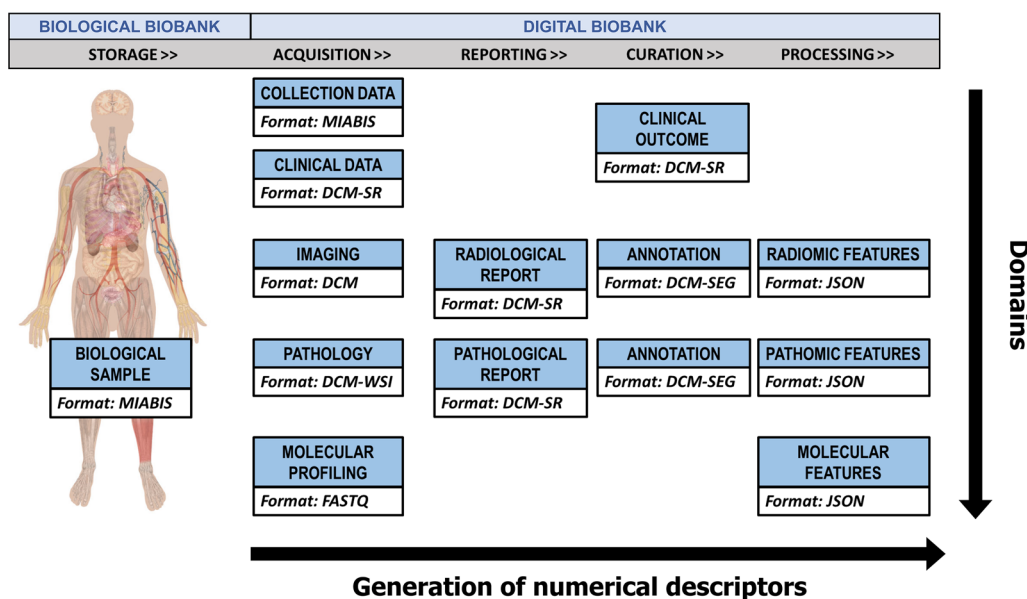 BIOLOGICAL BIOBANK
DIGITAL BIOBANK
STORAGE >>
ACQUISITION >>
REPORTING >>
CURATION >>
PROCESSING >>
COLLECTION DATA
Format: MIABIS
CLINICAL
OUTCOME
Format: DCM-SR
CLINICAL DATA
Format: DCM-SR
IMAGING
Format: DCM
RADIOLOGICAL
REPORT
Format: DCM-SR
ANNOTATION
Format: DCM-SEG
RADIOMIC FEATURES
Format: JSON
BIOLOGICAL
SAMPLE
Format: MIABIS
PATHOLOGY
Format: DCM-WSI
PATHOLOGICAL
REPORT
Format: DCM-SR
ANNOTATION
Format: DCM-SEG
PATHOMIC FEATURES
Format: JSON
MOLECULAR
PROFILING
Format: FASTQ
MOLECULAR
FEATURES
Format: JSON
Domains
Generation of numerical descriptors